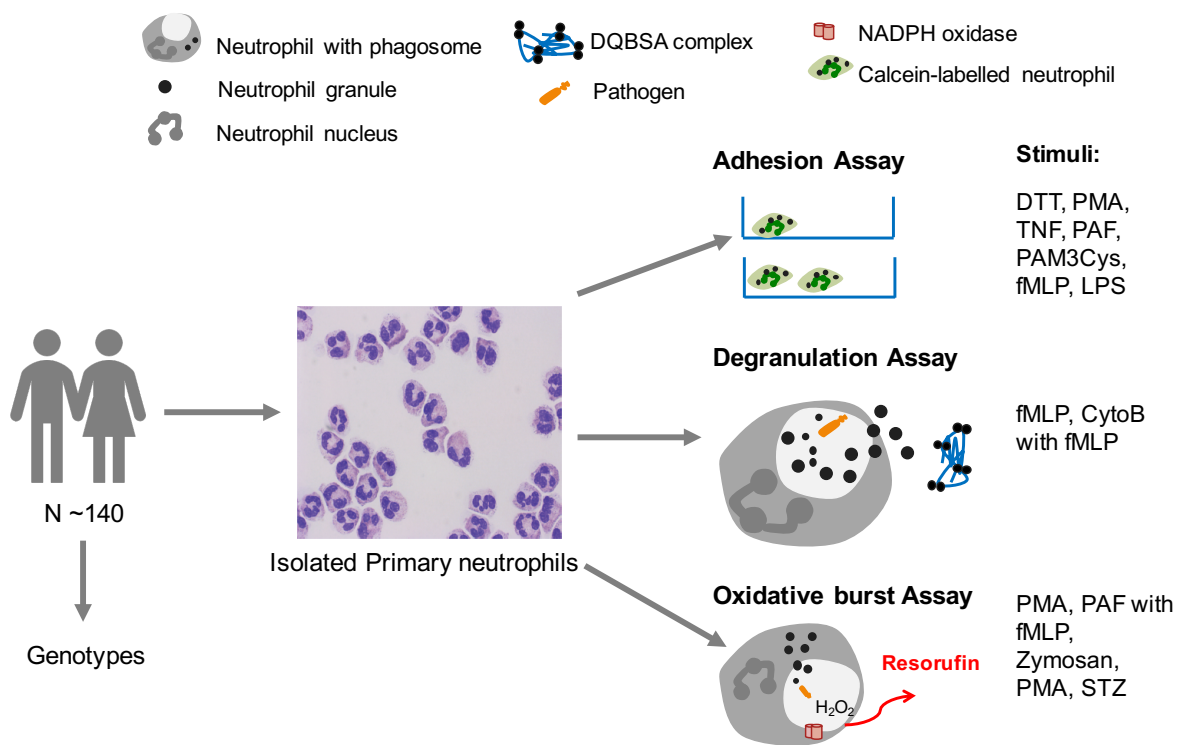 Neutrophil with phagosome
DQBSA complex
NADPH oxidase
Neutrophil granule
Pathogen
Calcein-labelled neutrophil
Neutrophil nucleus
Adhesion Assay
Stimuli:
DTT, PMA,
TNF, PAF,
PAM3Cys,
fMLP, LPS
Degranulation Assay
fMLP, CytoB
with fMLP
N ~140
Isolated Primary neutrophils
Genotypes
Oxidative burst Assay
PMA, PAF with
fMLP,
Zymosan,
PMA, STZ
Resorufin
H₂O₂